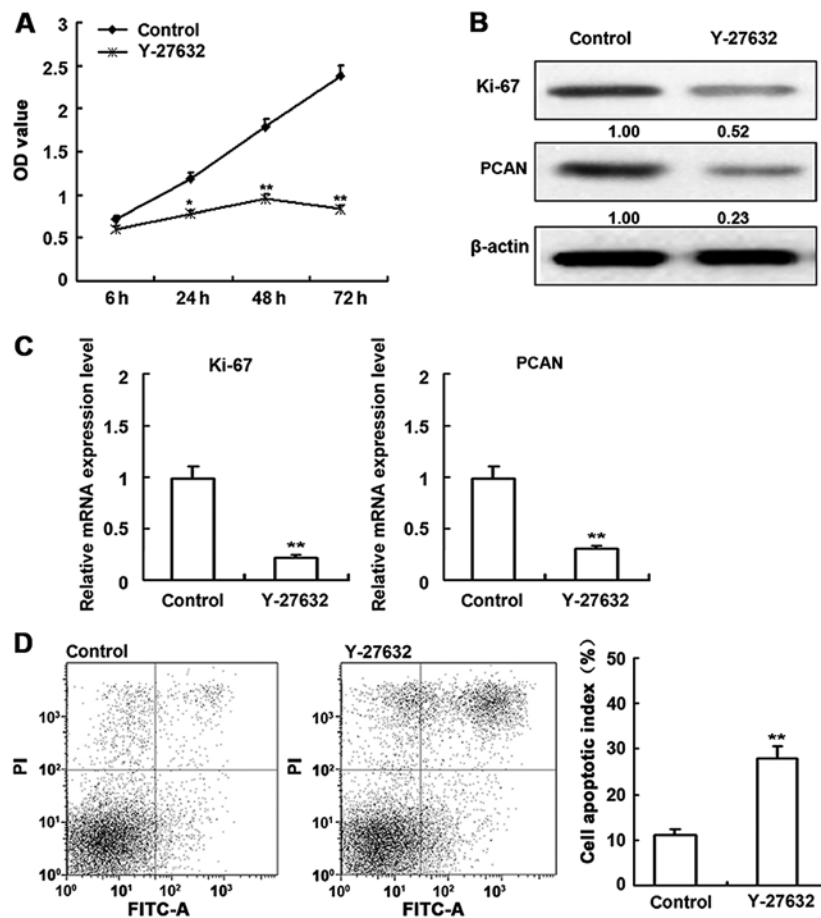 A
Control
Y-27632
OD value
3
2.5
2
1.5
1
0.5
0
* ** **
6 h 24 h 48 h 72 h
B
Control Y-27632
Ki-67
1.00 0.52
PCAN
1.00 0.23
β-actin
C
Ki-67
Relative mRNA expression level
2
1.5
1
0.5
0
**
Control Y-27632
PCAN
Relative mRNA expression level
2
1.5
1
0.5
0
**
Control Y-27632
D
Control
PI
10³
10²
10¹
10⁰
10⁰ 10¹ 10² 10³
FITC-A
Y-27632
PI
10³
10²
10¹
10⁰
10⁰ 10¹ 10² 10³
FITC-A
Cell apoptotic index (%)
50
40
30
20
10
0
**
Control Y-27632